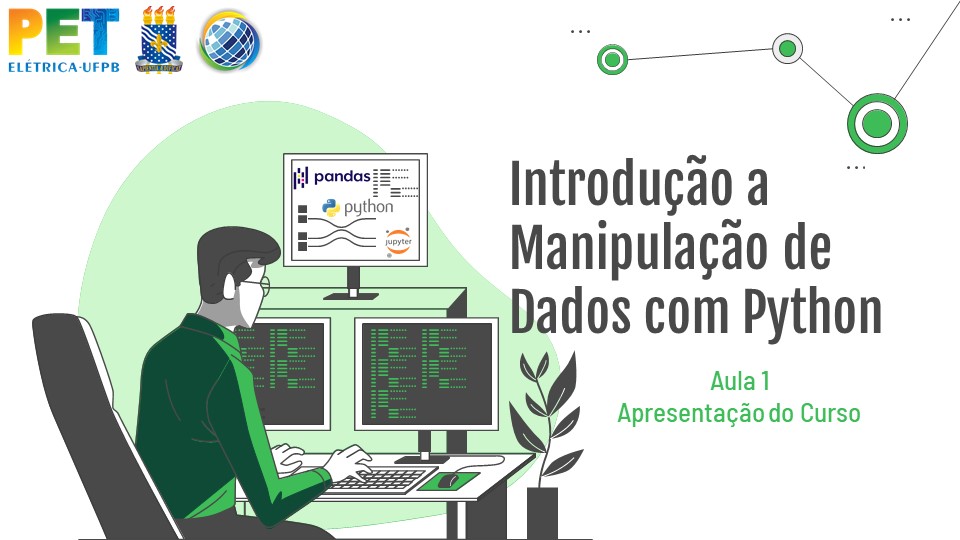 PET
ELÉTRICA-UFPB
pandas
python
jupyter
Introdução a
Manipulação de
Dados com Python
Aula 1
Apresentação do Curso